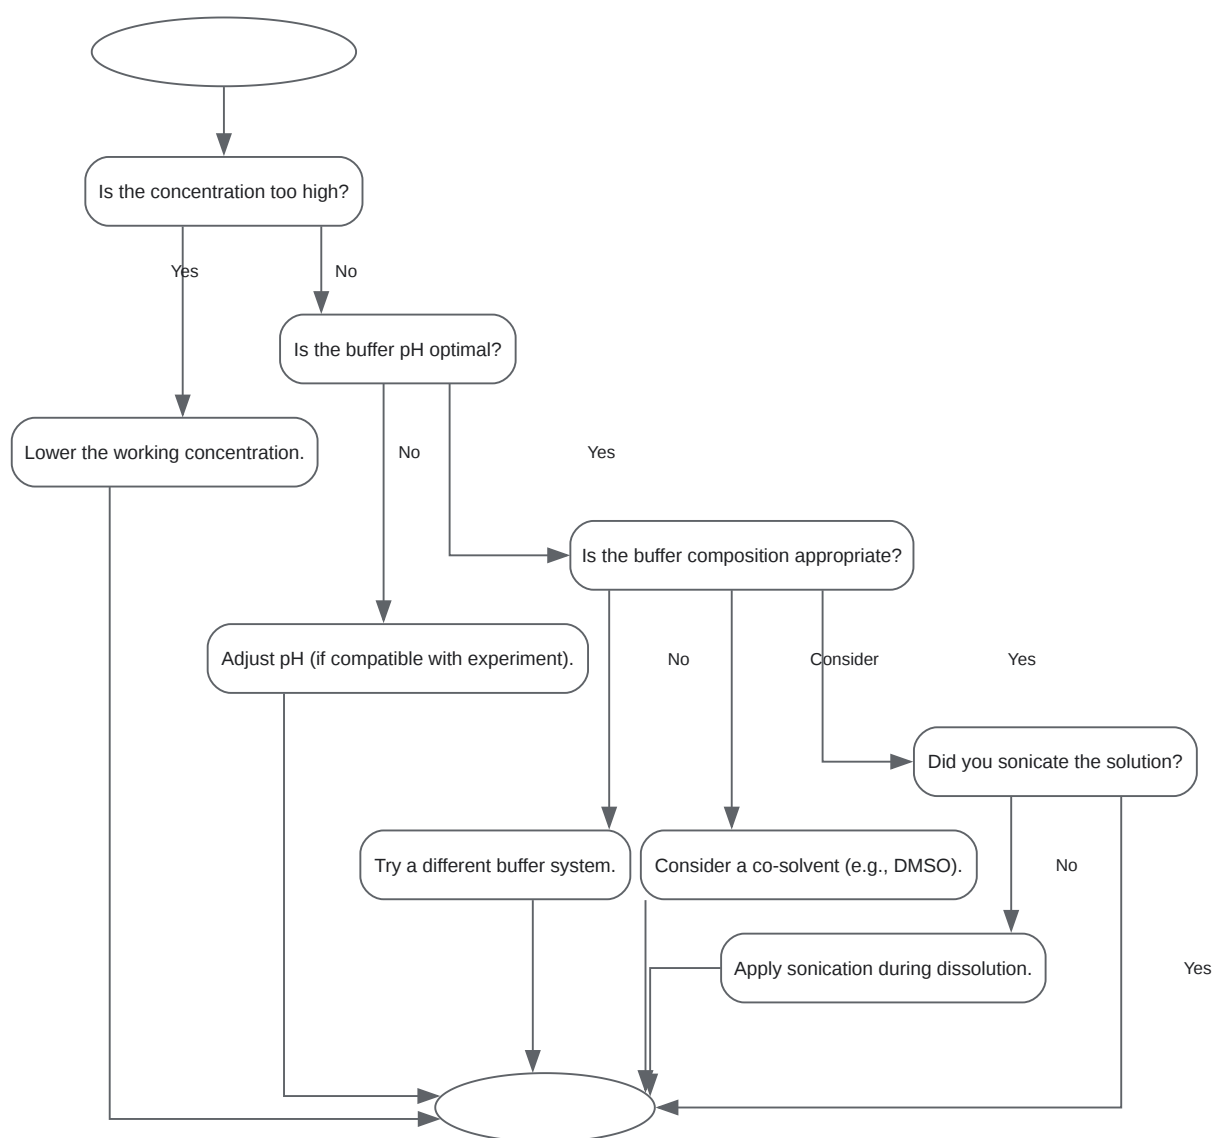 Is the concentration too high?
Yes
No
Is the buffer pH optimal?
Lower the working concentration.
No
Yes
Is the buffer composition appropriate?
Adjust pH (if compatible with experiment).
No
Consider
Yes
Did you sonicate the solution?
Try a different buffer system.
Consider a co-solvent (e.g., DMSO).
No
Apply sonication during dissolution.
Yes